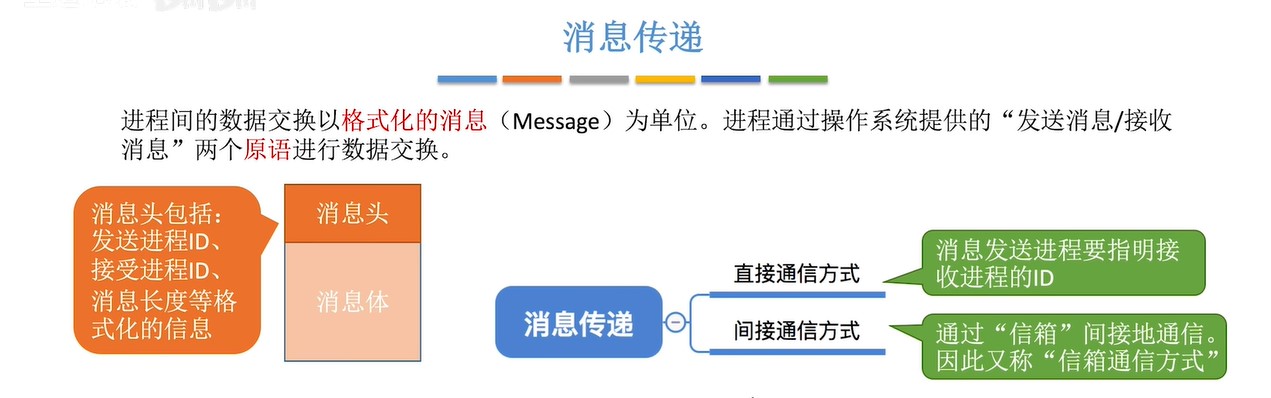 消息传递
进程间的数据交换以格式化的消息（Message）为单位。进程通过操作系统提供的“发送消息/接收
消息”两个原语进行数据交换。
消息头包括：
发送进程ID、
接受进程ID、
消息长度等格
式化的信息
消息头
消息体
消息传递
直接通信方式
消息发送进程要指明接
收进程的ID
间接通信方式
通过“信箱”间接地通信。
因此又称“信箱通信方式”